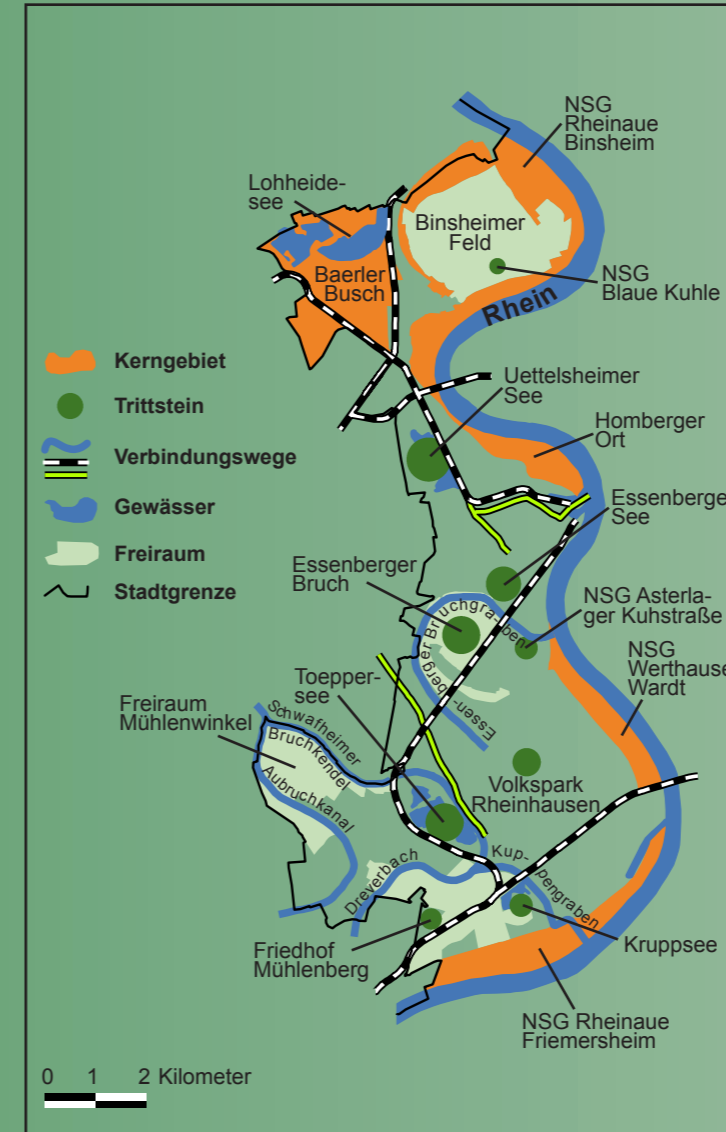 NSG
Rheinaue
Binsheim
Lohheide-
see
Binsheimer
Feld
Baerler
Busch
NSG
Blaue Kuhle
Rhein
Kerngebiet
Trittstein
Verbindungswege
Gewässer
Freiraum
Stadtgrenze
Uettelsheimer
See
Homberger
Ort
Essenberge
See
Essenberger
Bruch
NSG Asterla-
ger Kuhstraße
Essen-
berger Bruchgra-
ben
NSG
Werthause
Wardt
Toepper-
see
Freiraum
Mühlenwinkel
Schwafheimer
Bruchkendel
Aubruchkanal
Volkspark
Rheinhausen
Dreverbach
Kup-
pengraben
Friedhof
Mühlenberg
Kruppsee
NSG Rheinaue
Friemersheim
0 1 2 Kilometer